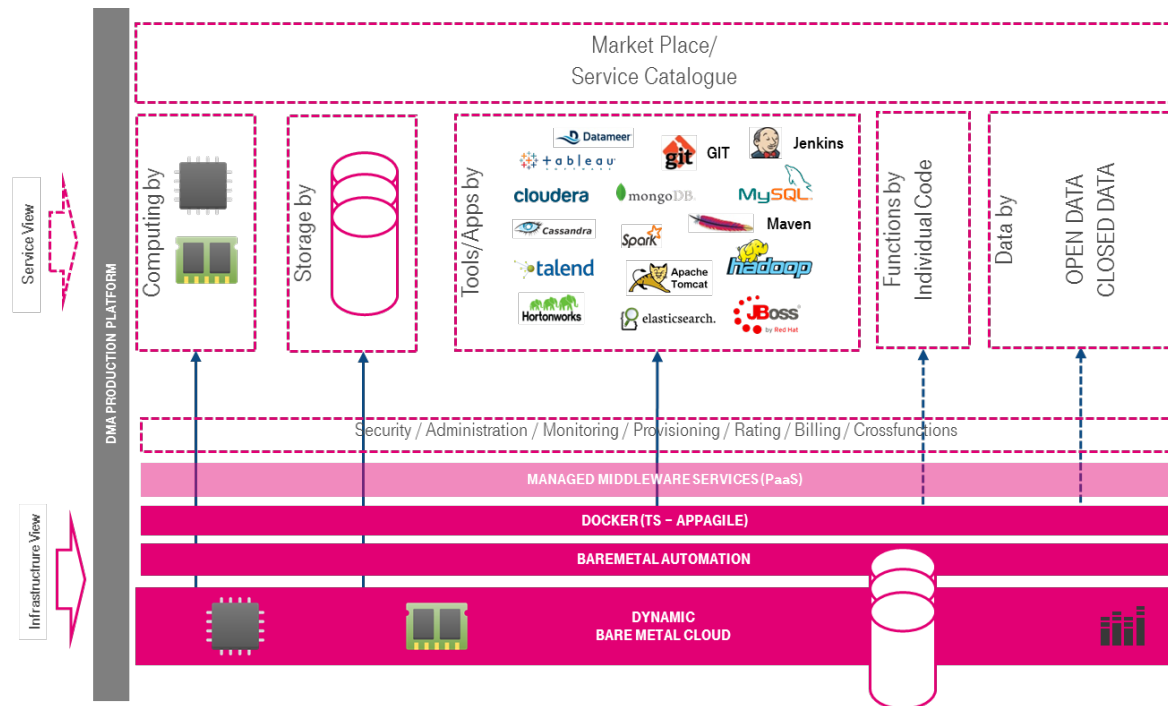 Market Place/
Service Catalogue
Service View
DMA PRODUCTION PLATFORM
Computing by
Storage by
Tools/Apps by
Datameer
+ a b l e a u
SOFTWARE
git
GIT
Jenkins
cloudera
mongoDB
MySQL
Cassandra
Spark
Maven
talend
Apache
Tomcat
hadoop
Hortonworks
elasticsearch.
JBoss
by Red Hat
Functions by
Individual Code
Data by
OPEN DATA
CLOSED DATA
Security / Administration / Monitoring / Provisioning / Rating / Billing / Crossfunctions
MANAGED MIDDLEWARE SERVICES (PaaS)
Infrastructrure View
DOCKER (TS – APPAGILE)
BAREMETAL AUTOMATION
DYNAMIC
BARE METAL CLOUD